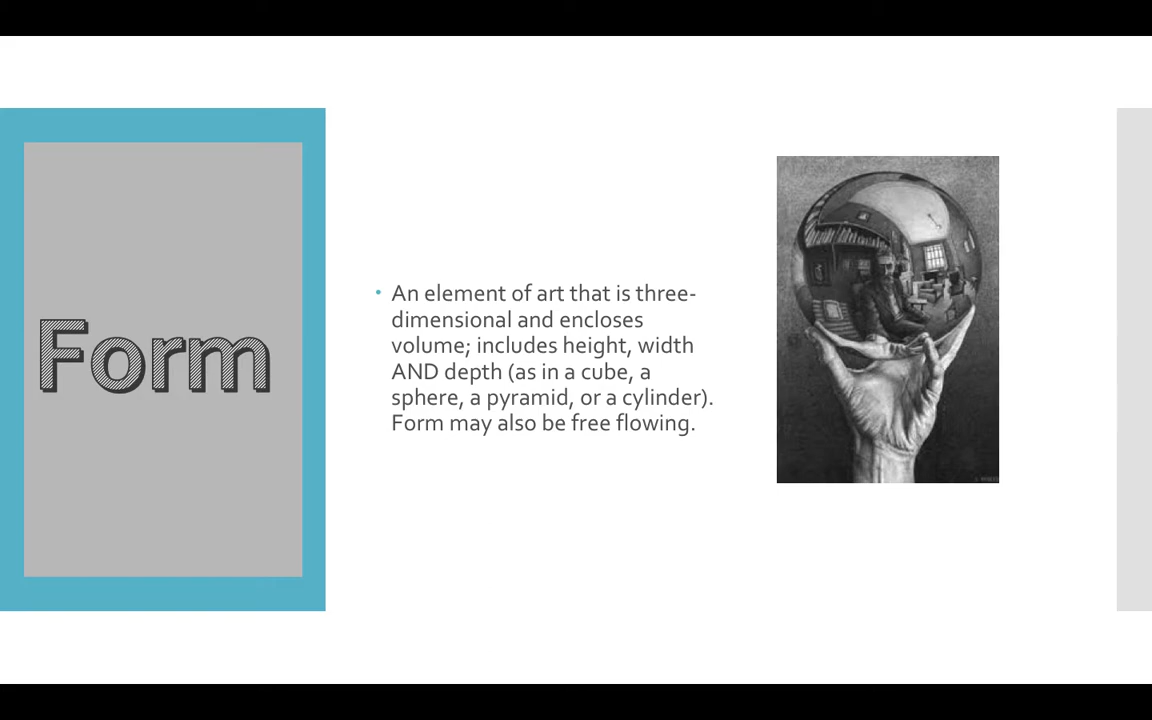 Form
An element of art that is three-
dimensional and encloses
volume; includes height, width
AND depth (as in a cube, a
sphere, a pyramid, or a cylinder).
Form may also be free flowing.